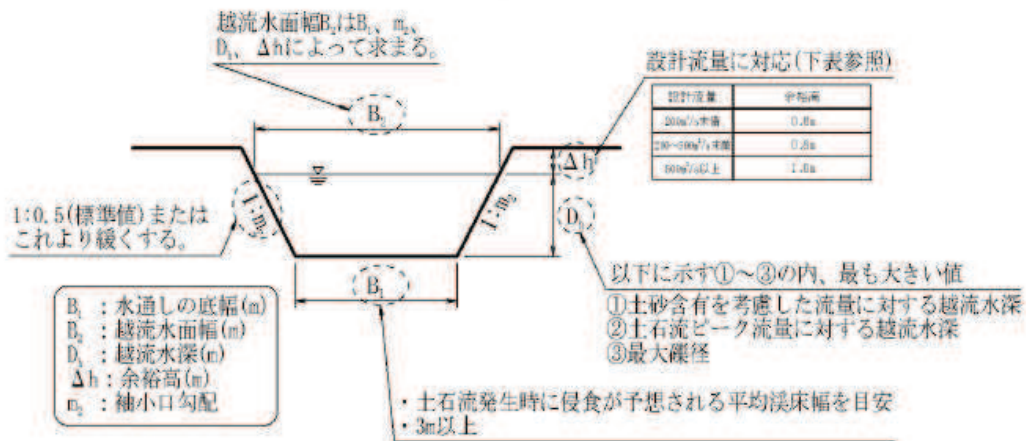 越流水面幅B₂はB₁、m₂、
D₃、Δhによって求まる。
設計流量に対応(下表参照)
設計流量 余裕高
200m³/s未満 0.6m
200~500m³/s未満 0.8m
500m³/s以上 1.0m
B₂
Δh
1:m₂
1:m₂
D₃
1:0.5(標準値)または
これより緩くする。
B₁
以下に示す①~③の内、最も大きい値
①土砂含有を考慮した流量に対する越流水深
②土石流ピーク流量に対する越流水深
③最大礫径
B₁:水通しの底幅(m)
B₂:越流水面幅(m)
D₃:越流水深(m)
Δh:余裕高(m)
m₂:袖小口勾配
・土石流発生時に侵食が予想される平均渓床幅を目安
・3m以上